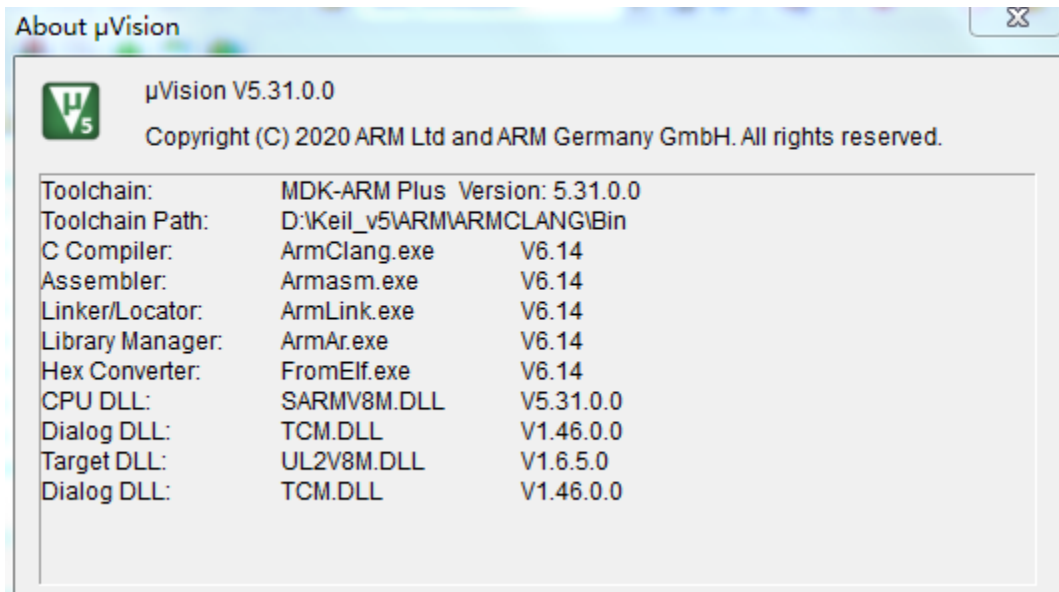 About µVision
µVision V5.31.0.0
Copyright (C) 2020 ARM Ltd and ARM Germany GmbH. All rights reserved.
Toolchain: MDK-ARM Plus Version: 5.31.0.0
Toolchain Path: D:\Keil_v5\ARM\ARMCLANG\Bin
C Compiler: ArmClang.exe V6.14
Assembler: Armasm.exe V6.14
Linker/Locator: ArmLink.exe V6.14
Library Manager: ArmAr.exe V6.14
Hex Converter: FromElf.exe V6.14
CPU DLL: SARMV8M.DLL V5.31.0.0
Dialog DLL: TCM.DLL V1.46.0.0
Target DLL: UL2V8M.DLL V1.6.5.0
Dialog DLL: TCM.DLL V1.46.0.0